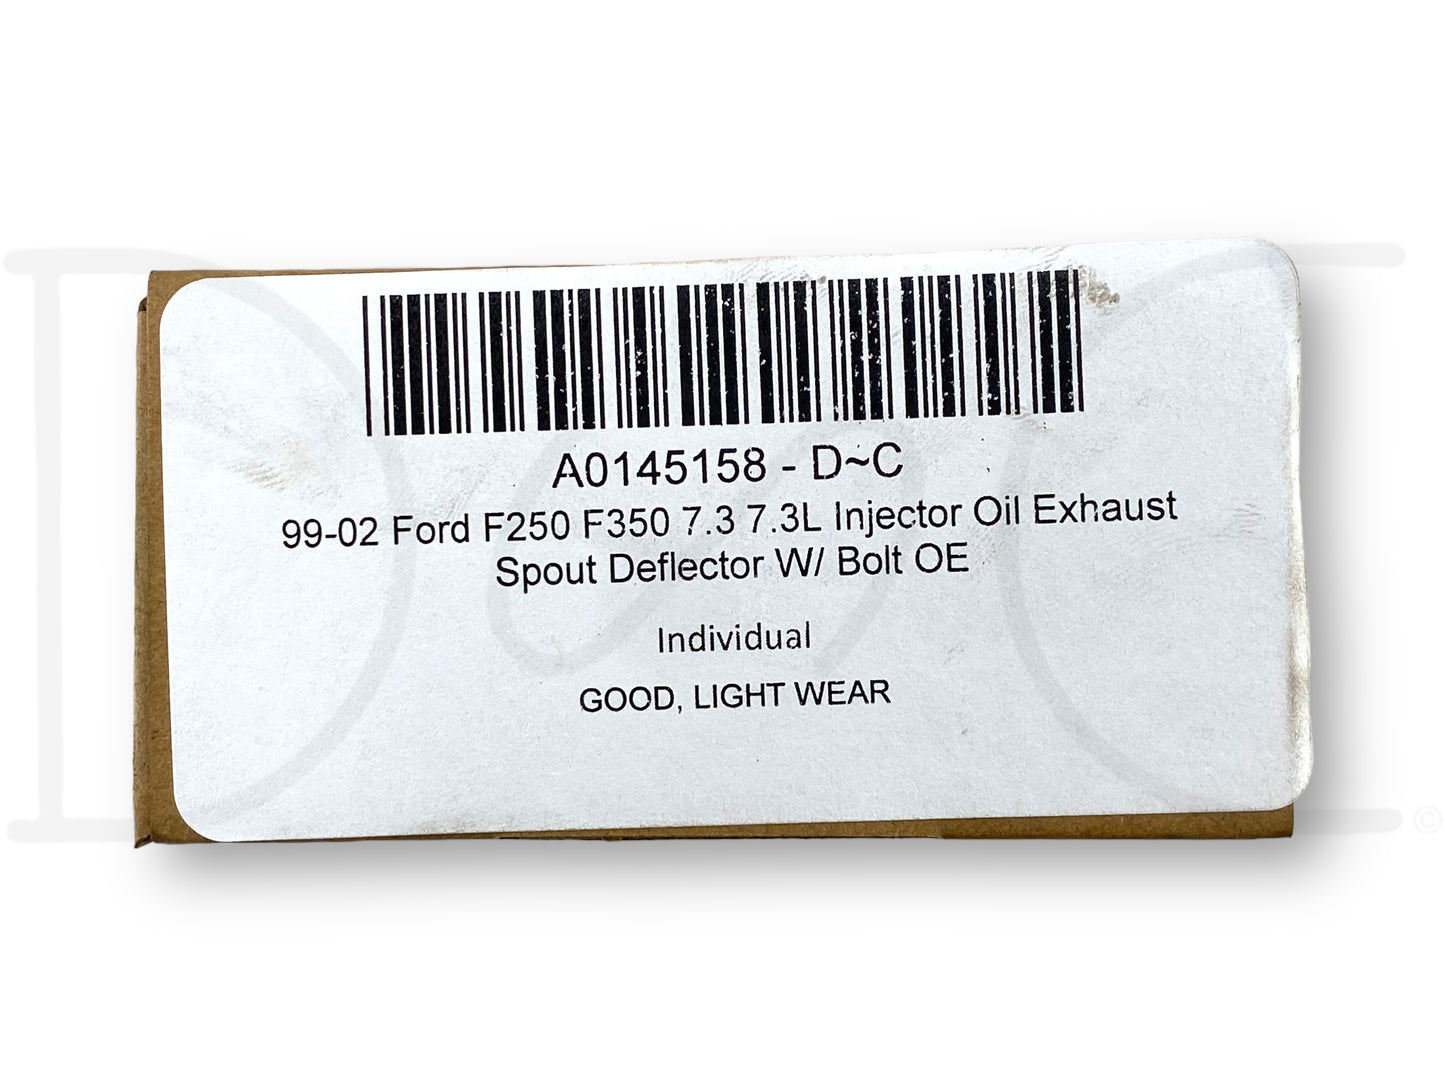 A0145158 - D~C
99-02 Ford F250 F350 7.3 7.3L Injector Oil Exhaust
Spout Deflector W/ Bolt OE
Individual
GOOD, LIGHT WEAR
D~C
©